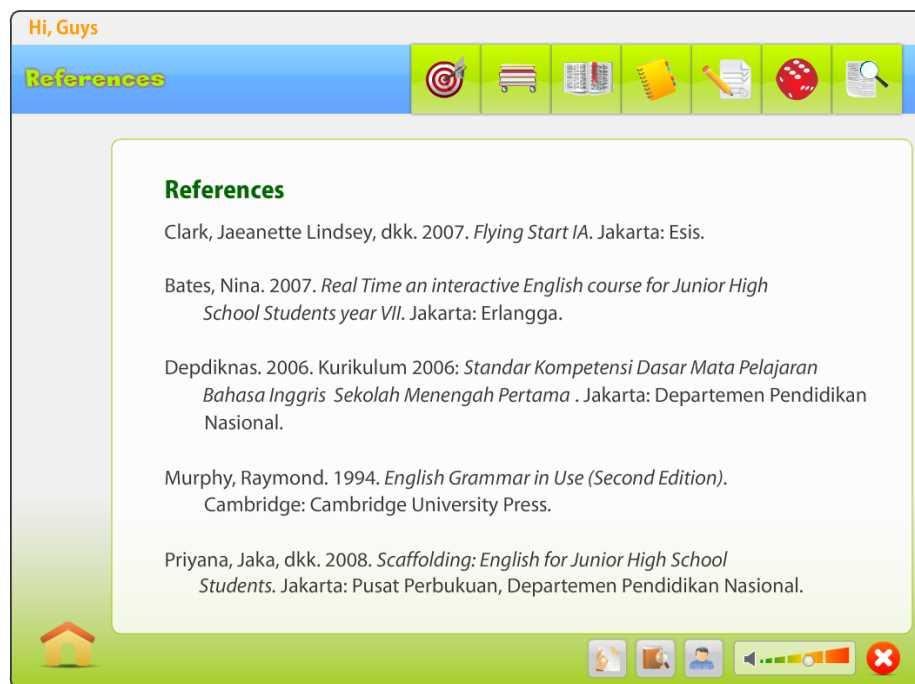 Hi, Guys
References
References
Clark, Jaeanette Lindsey, dkk. 2007. Flying Start IA. Jakarta: Esis.
Bates, Nina. 2007. Real Time an interactive English course for Junior High
School Students year VII. Jakarta: Erlangga.
Depdiknas. 2006. Kurikulum 2006: Standar Kompetensi Dasar Mata Pelajaran
Bahasa Inggris Sekolah Menengah Pertama . Jakarta: Departemen Pendidikan
Nasional.
Murphy, Raymond. 1994. English Grammar in Use (Second Edition).
Cambridge: Cambridge University Press.
Priyana, Jaka, dkk. 2008. Scaffolding: English for Junior High School
Students. Jakarta: Pusat Perbukuan, Departemen Pendidikan Nasional.